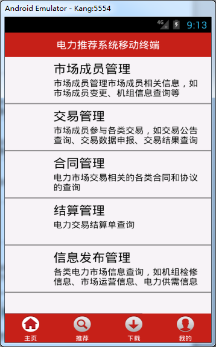 Android Emulator - Kang:5554
4G 9:13
电力推荐系统移动终端
市场成员管理
市场成员管理市场成员相关信息，如
市场成员变更、机组信息查询等
交易管理
市场成员参与各类交易，如交易公告
查询、交易数据申报、交易结果查询
合同管理
电力市场交易相关的各类合同和协议
的查询
结算管理
电力交易结算单查询
信息发布管理
各类电力市场信息查询，如机组检修
信息、市场运营信息、电力供需信息
主页 推荐 下载 我的